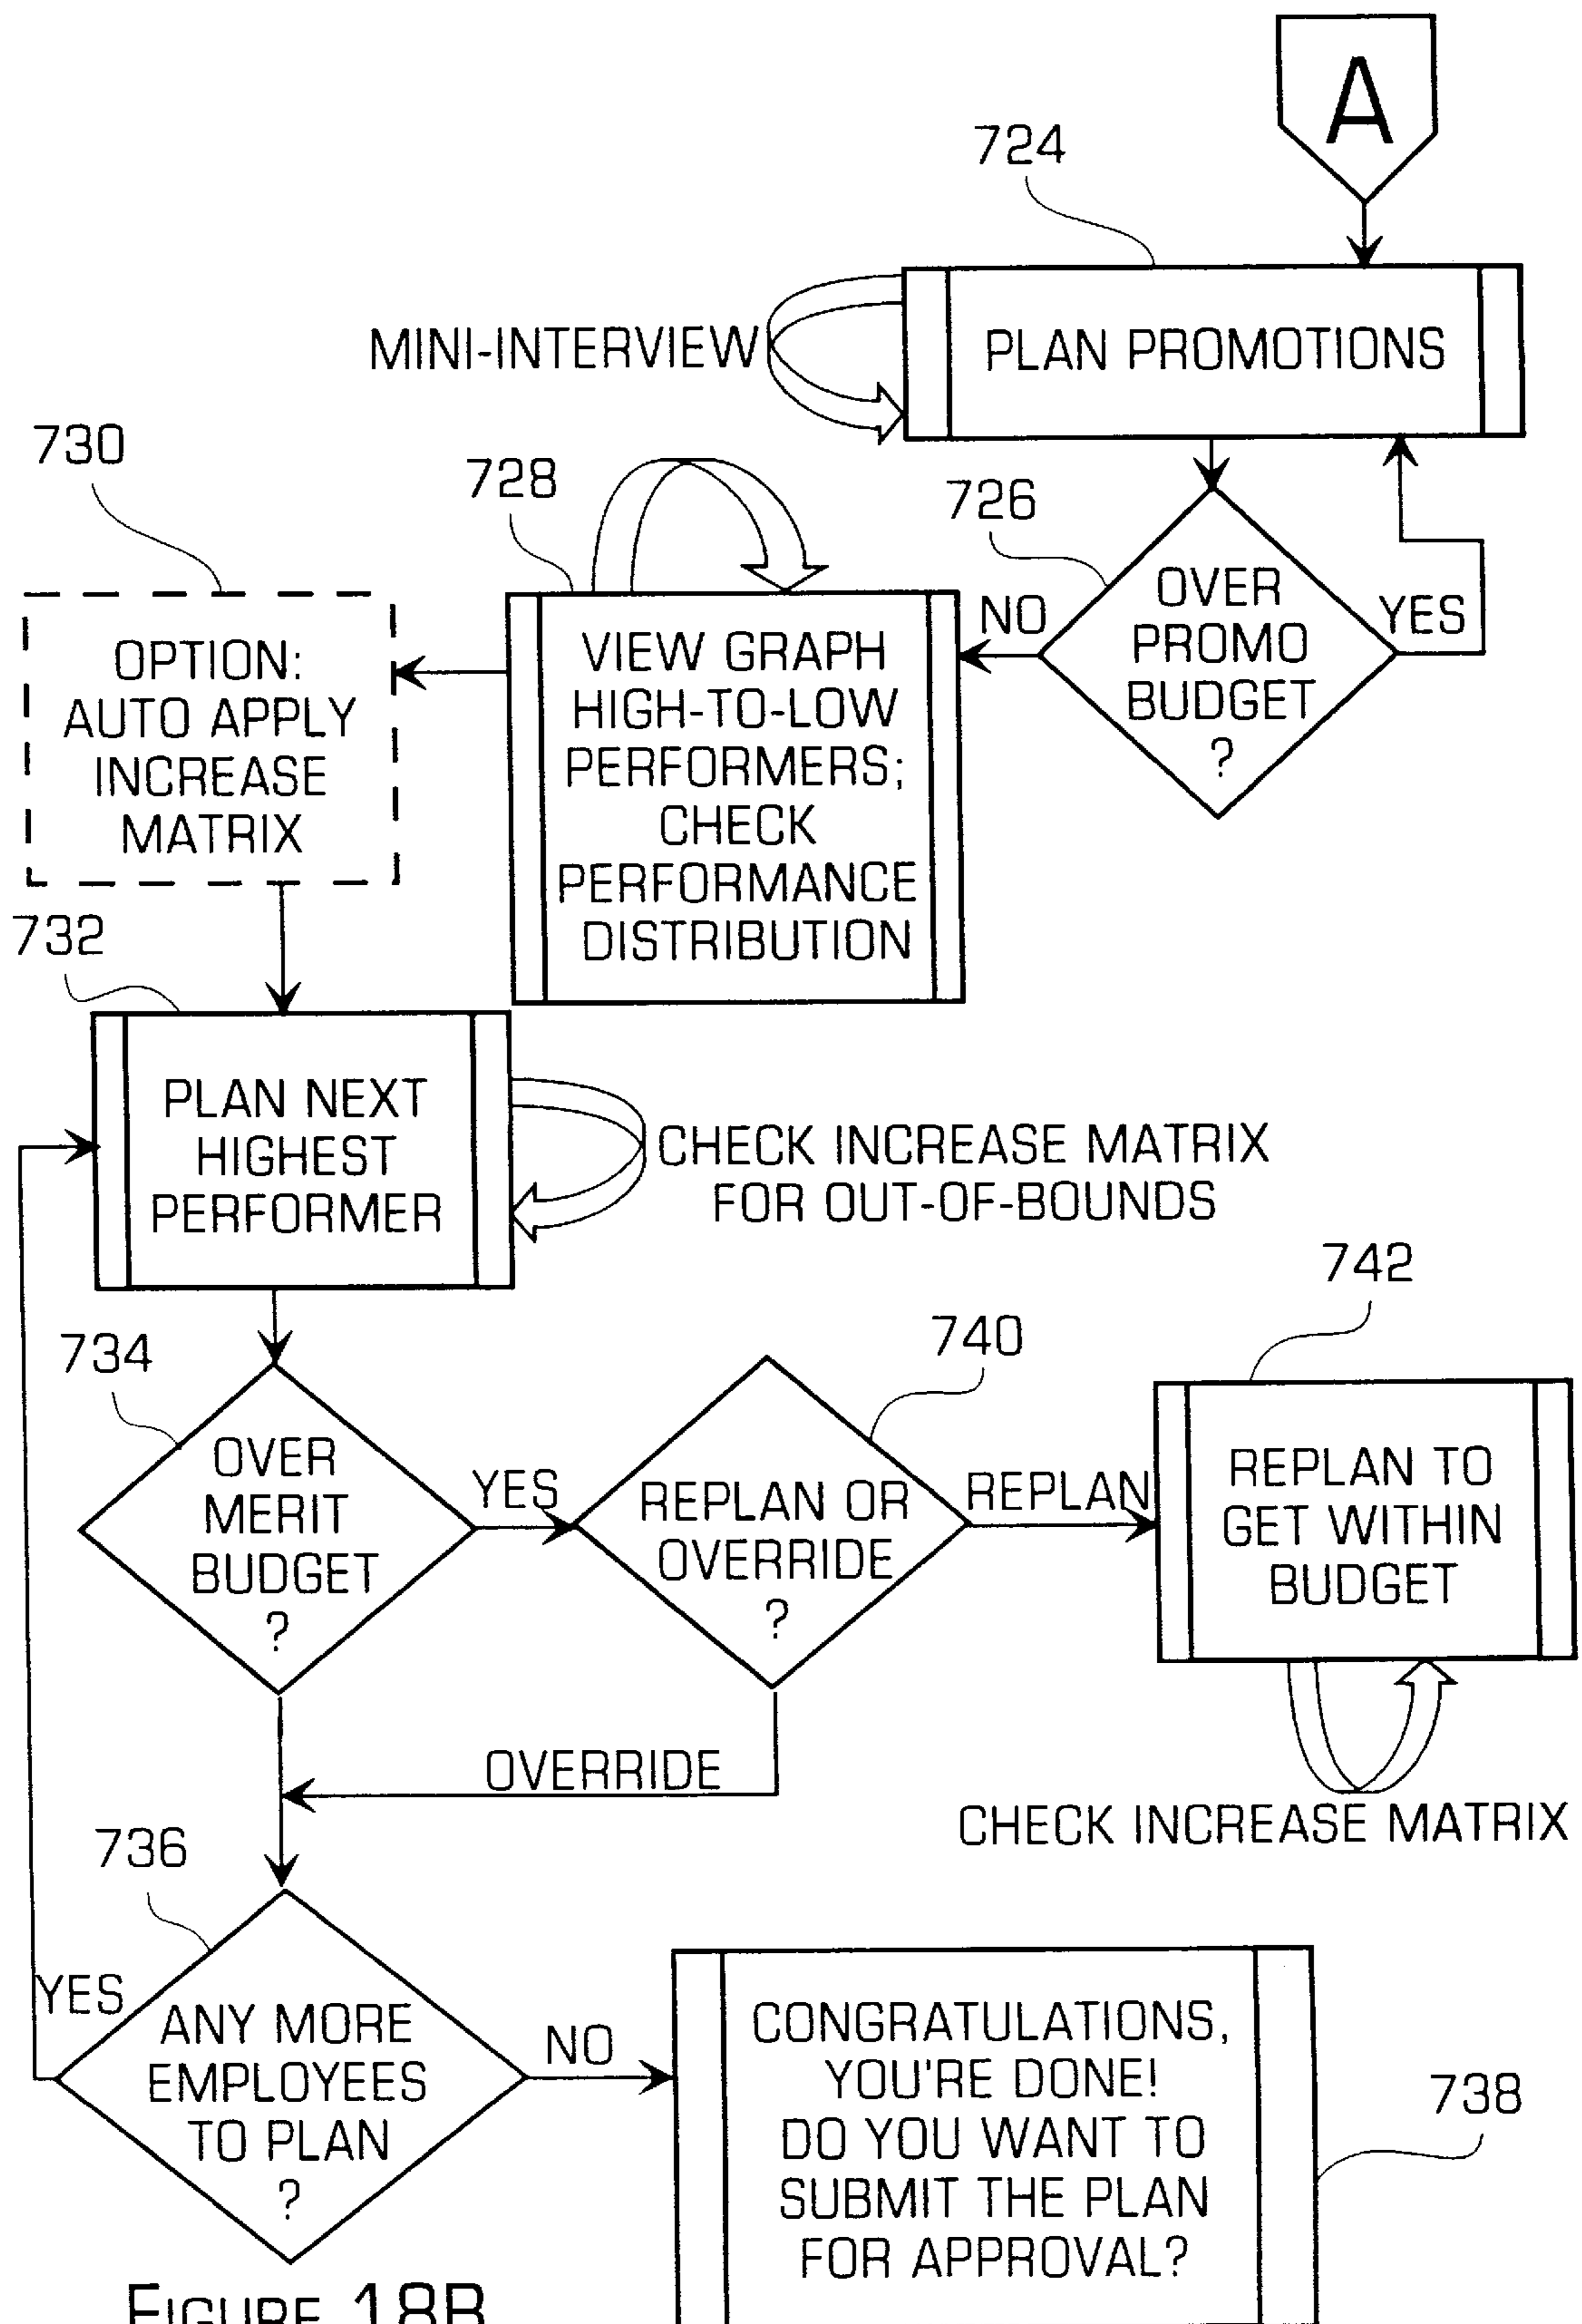 A
724
MINI-INTERVIEW
PLAN PROMOTIONS
730
728
726
OPTION:
AUTO APPLY
INCREASE
MATRIX
VIEW GRAPH
HIGH-TO-LOW
PERFORMERS;
CHECK
PERFORMANCE
DISTRIBUTION
NO
OVER
PROMO
BUDGET
?
YES
732
PLAN NEXT
HIGHEST
PERFORMER
CHECK INCREASE MATRIX
FOR OUT-OF-BOUNDS
734
740
742
OVER
MERIT
BUDGET
?
YES
REPLAN OR
OVERRIDE
?
REPLAN
REPLAN TO
GET WITHIN
BUDGET
OVERRIDE
CHECK INCREASE MATRIX
736
YES
ANY MORE
EMPLOYEES
TO PLAN
?
NO
CONGRATULATIONS,
YOU'RE DONE!
DO YOU WANT TO
SUBMIT THE PLAN
FOR APPROVAL?
738
FIGURE 18B